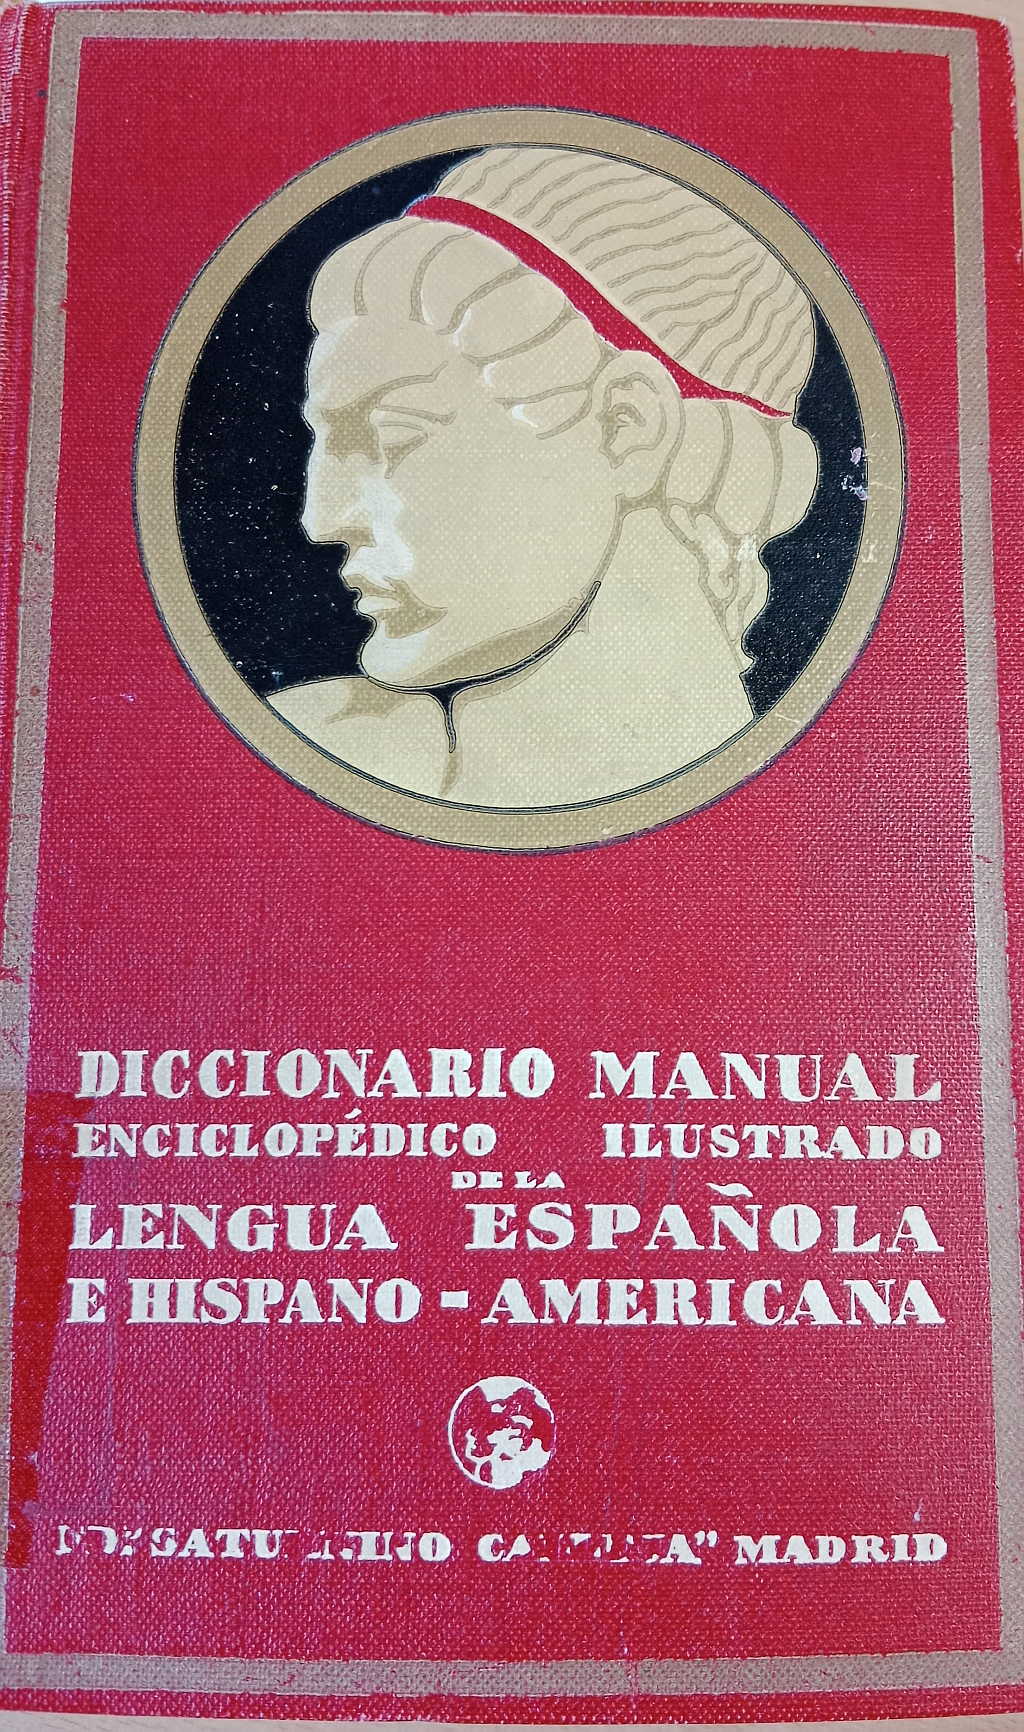 DICCIONARIO MANUAL
ENCICLOPÉDICO ILUSTRADO
DE LA
LENGUA ESPAÑOLA
E HISPANO-AMERICANA
MADRID